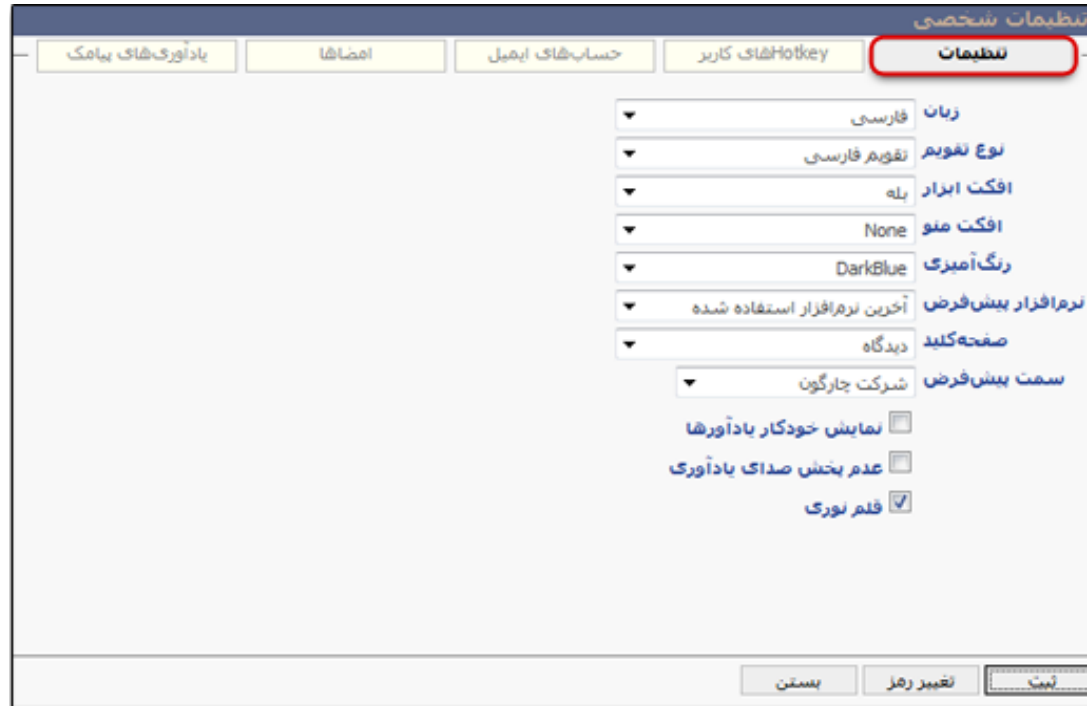 تنظیمات شخصی
تنظیمات Hotkeyهای کاربر حساب‌های ایمیل امضاها یادآوری‌های پیامک
زبان فارسی
نوع تقویم تقویم فارسی
افکت ابزار بله
افکت منو None
رنگ‌آمیزی DarkBlue
نرم‌افزار پیش‌فرض آخرین نرم‌افزار استفاده شده
صفحه‌کلید دیدگاه
سمت پیش‌فرض شرکت چارگون
نمایش خودکار یادآورها
عدم پخش صدای یادآوری
قلم نوری
ثبت تغییر رمز بستن